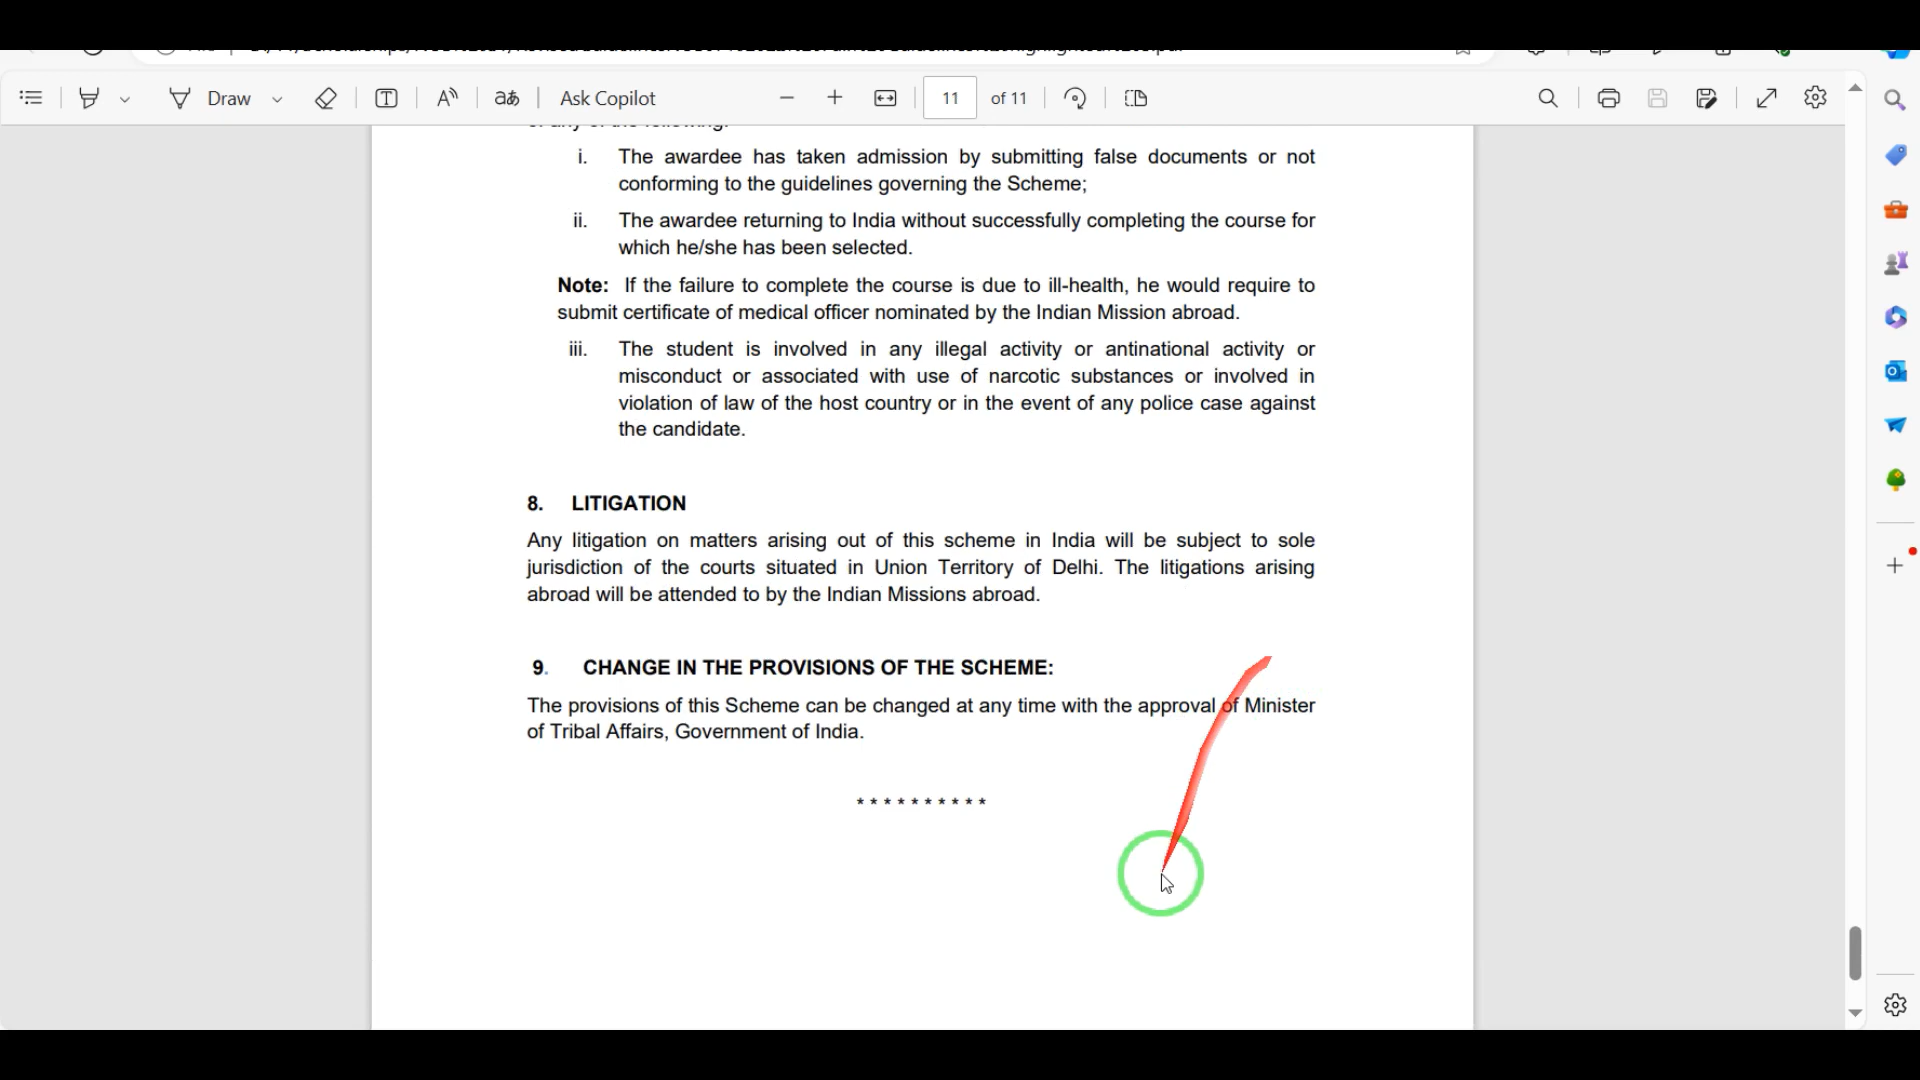 Draw
Ask Copilot
11 of 11
i. The awardee has taken admission by submitting false documents or not
conforming to the guidelines governing the Scheme;
ii. The awardee returning to India without successfully completing the course for
which he/she has been selected.
Note: If the failure to complete the course is due to ill-health, he would require to
submit certificate of medical officer nominated by the Indian Mission abroad.
iii. The student is involved in any illegal activity or antinational activity or
misconduct or associated with use of narcotic substances or involved in
violation of law of the host country or in the event of any police case against
the candidate.
8. LITIGATION
Any litigation on matters arising out of this scheme in India will be subject to sole
jurisdiction of the courts situated in Union Territory of Delhi. The litigations arising
abroad will be attended to by the Indian Missions abroad.
9. CHANGE IN THE PROVISIONS OF THE SCHEME:
The provisions of this Scheme can be changed at any time with the approval of Minister
of Tribal Affairs, Government of India.
* * * * * * * * * *